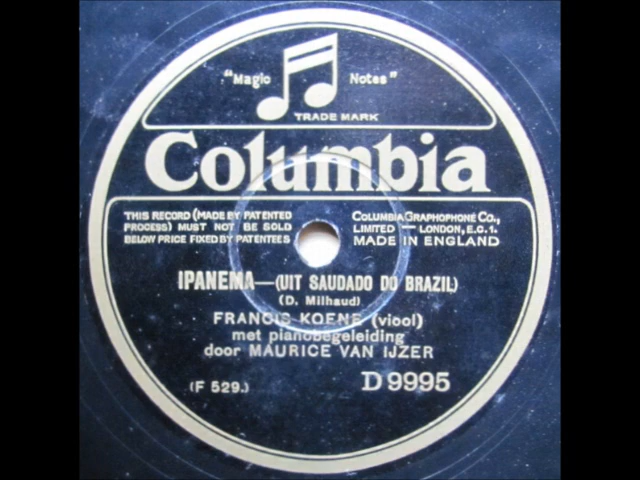 "Magic Notes"
TRADE MARK
Columbia
THIS RECORD (MADE BY PATENTED
PROCESS) MUST NOT BE SOLD
BELOW PRICE FIXED BY PATENTEES
COLUMBIA GRAPHOPHONE CO.,
LIMITED — LONDON, E.C.1.
MADE IN ENGLAND
IPANEMA—(UIT SAUDADO DO BRAZIL)
(D. Milhaud)
FRANCIS KOENE (viool)
met pianobegeleiding
door MAURICE VAN IJZER
(F 529.)
D 9995